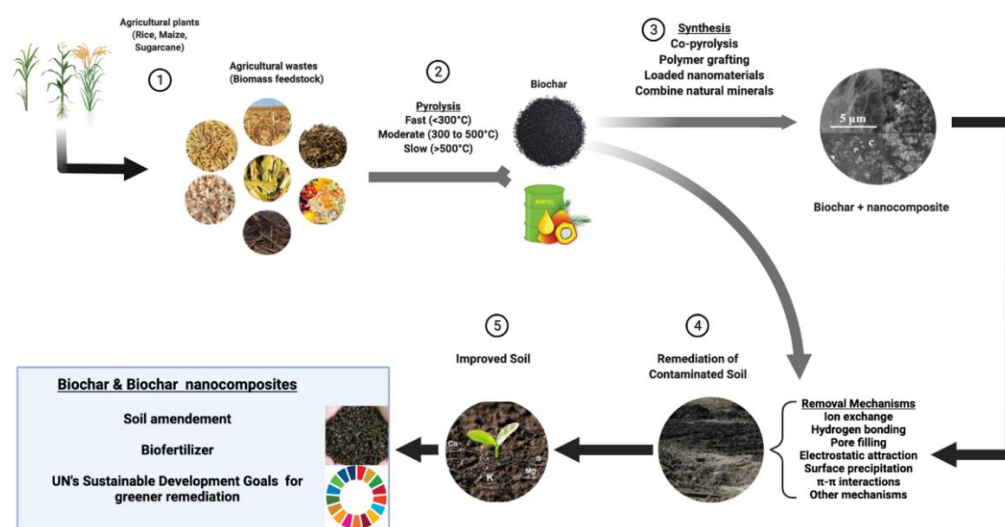 Agricultural plants
(Rice, Maize,
Sugarcane)
1
Agricultural wastes
(Biomass feedstock)
2
Pyrolysis
Fast (<300°C)
Moderate (300 to 500°C)
Slow (>500°C)
Biochar
3
Synthesis
Co-pyrolysis
Polymer grafting
Loaded nanomaterials
Combine natural minerals
5 µm
c
Biochar + nanocomposite
4
Remediation of
Contaminated Soil
Removal Mechanisms
Ion exchange
Hydrogen bonding
Pore filling
Electrostatic attraction
Surface precipitation
π-π interactions
Other mechanisms
5
Improved Soil
Ca
K
Mg
Biochar & Biochar nanocomposites
Soil amendement
Biofertilizer
UN's Sustainable Development Goals for
greener remediation